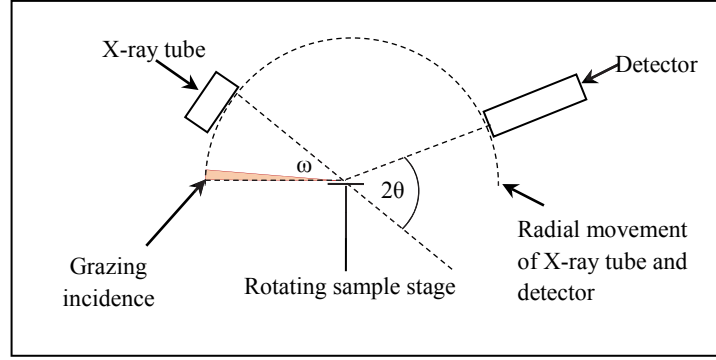 X-ray tube
Detector
ω
2θ
Grazing
incidence
Rotating sample stage
Radial movement
of X-ray tube and
detector